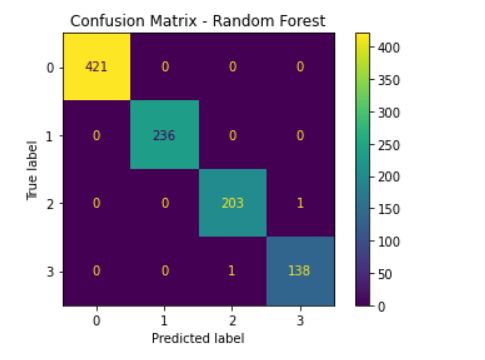 Confusion Matrix - Random Forest
0 421 0 0 0
1 0 236 0 0
2 0 0 203 1
3 0 0 1 138
0 1 2 3
Predicted label
True label
400
350
300
250
200
150
100
50
0